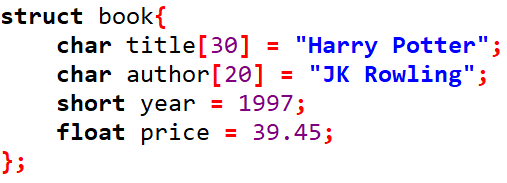 struct book{
    char title[30] = "Harry Potter";
    char author[20] = "JK Rowling";
    short year = 1997;
    float price = 39.45;
};